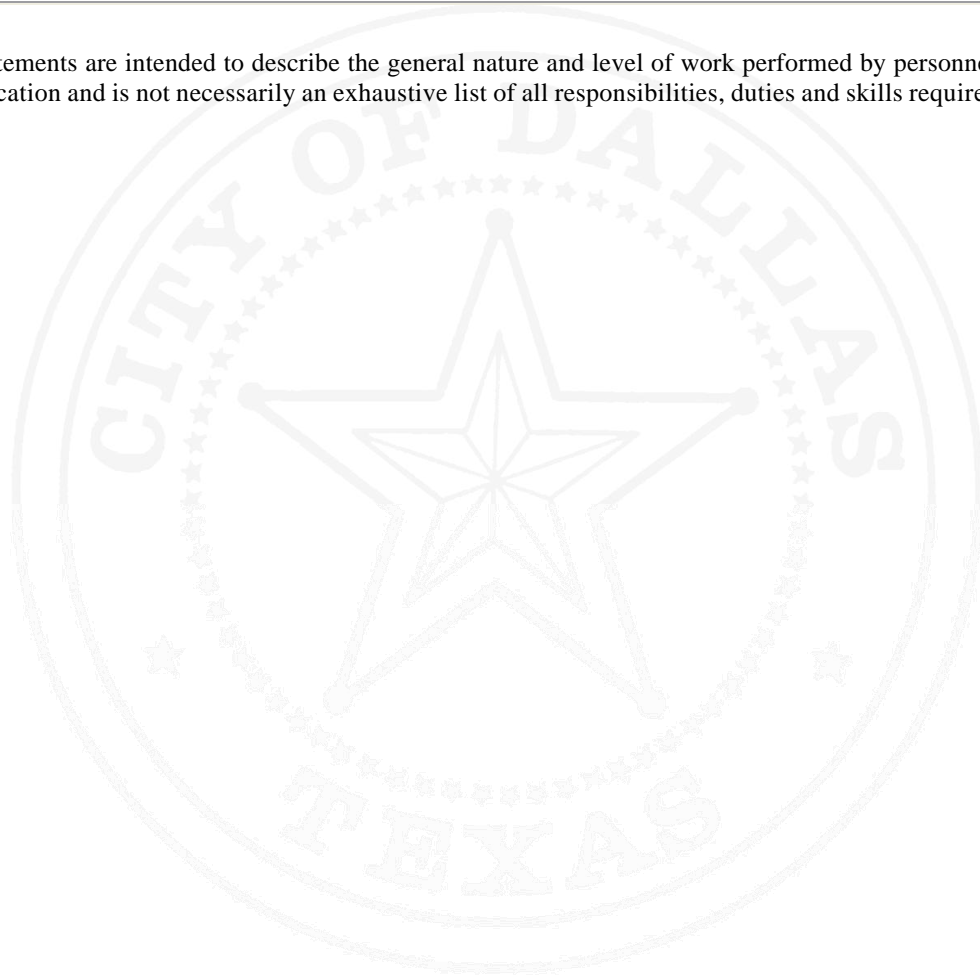 tements are intended to describe the general nature and level of work performed by personne
cation and is not necessarily an exhaustive list of all responsibilities, duties and skills require
CITY OF DALLAS
TEXAS